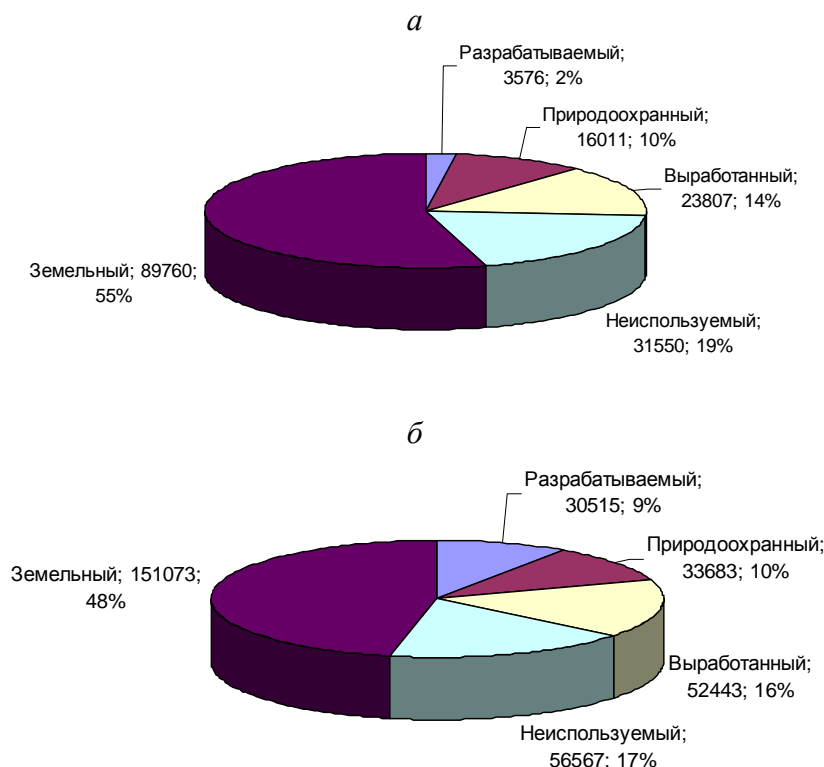 а
Разрабатываемый;
3576; 2%
Природоохранный;
16011; 10%
Выработанный;
23807; 14%
Неиспользуемый;
31550; 19%
Земельный; 89760;
55%
б
Разрабатываемый;
30515; 9%
Природоохранный;
33683; 10%
Выработанный;
52443; 16%
Неиспользуемый;
56567; 17%
Земельный; 151073;
48%